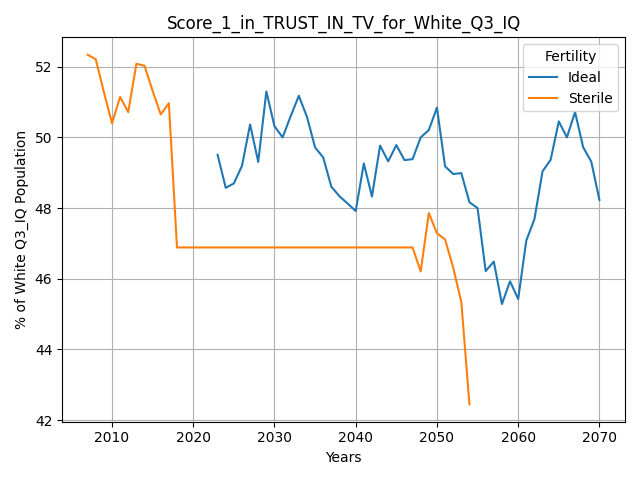 Score_1_in_TRUST_IN_TV_for_White_Q3_IQ
Fertility
Ideal
Sterile
% of White Q3_IQ Population
52
50
48
46
44
42
2010
2020
2030
2040
2050
2060
2070
Years